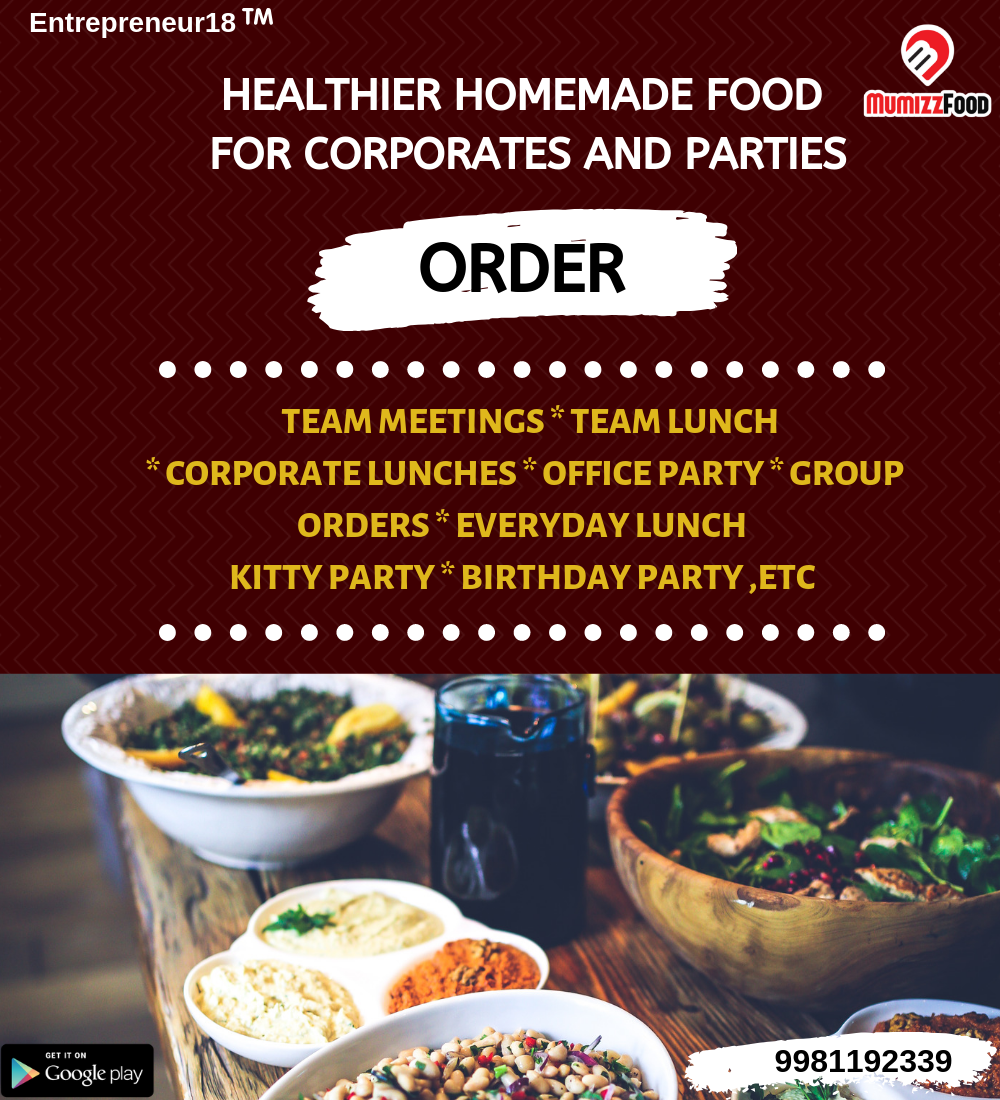 Entrepreneur18 TM
MUMIZZFOOD
HEALTHIER HOMEMADE FOOD
FOR CORPORATES AND PARTIES
ORDER
TEAM MEETINGS * TEAM LUNCH
* CORPORATE LUNCHES * OFFICE PARTY * GROUP
ORDERS * EVERYDAY LUNCH
KITTY PARTY * BIRTHDAY PARTY ,ETC
GET IT ON
Google play
9981192339